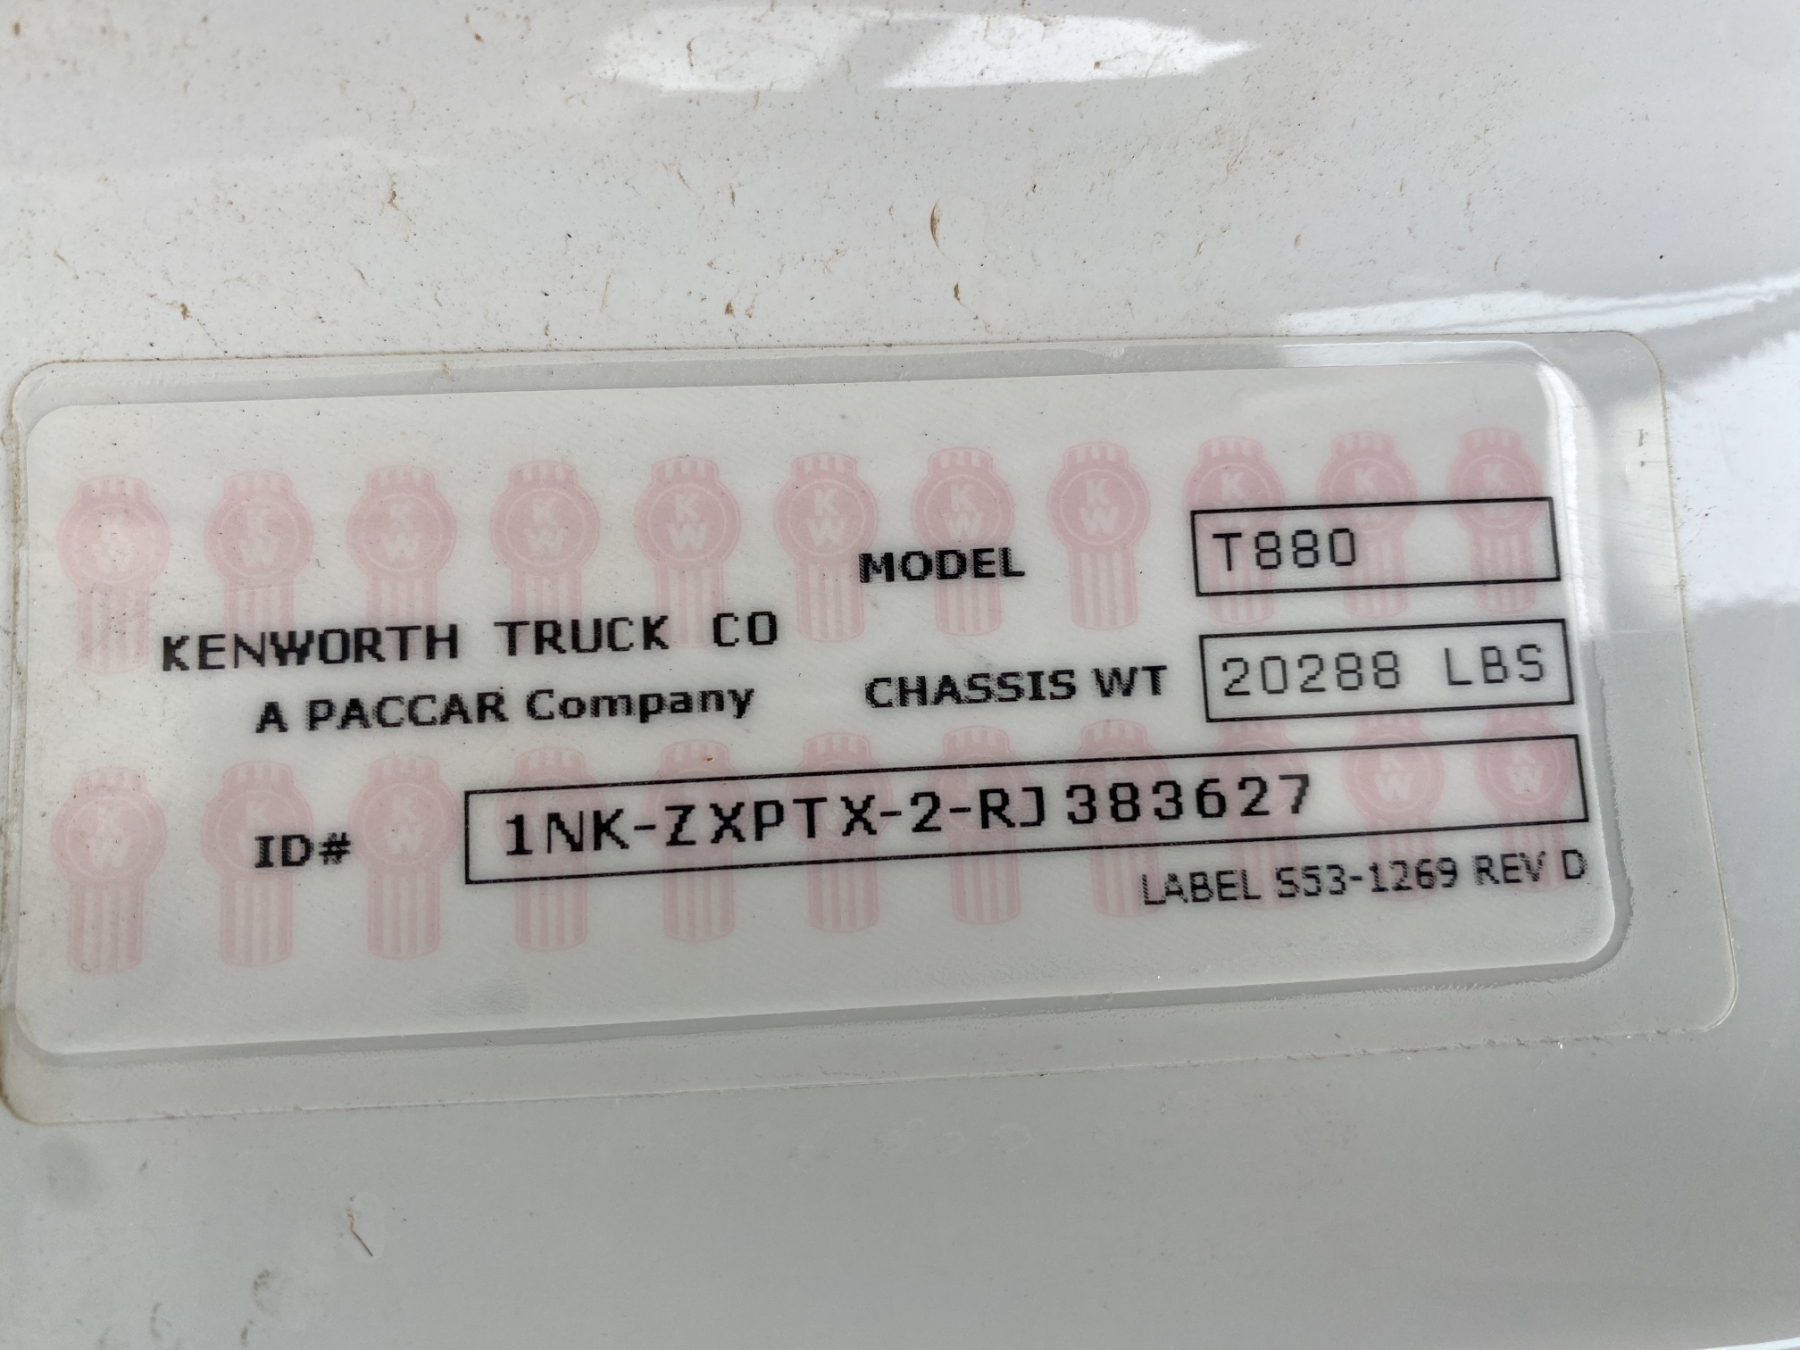 MODEL T880
KENWORTH TRUCK CO
A PACCAR Company
CHASSIS WT 20288 LBS
ID# 1NK-ZXPTX-2-RJ383627
LABEL S53-1269 REV D